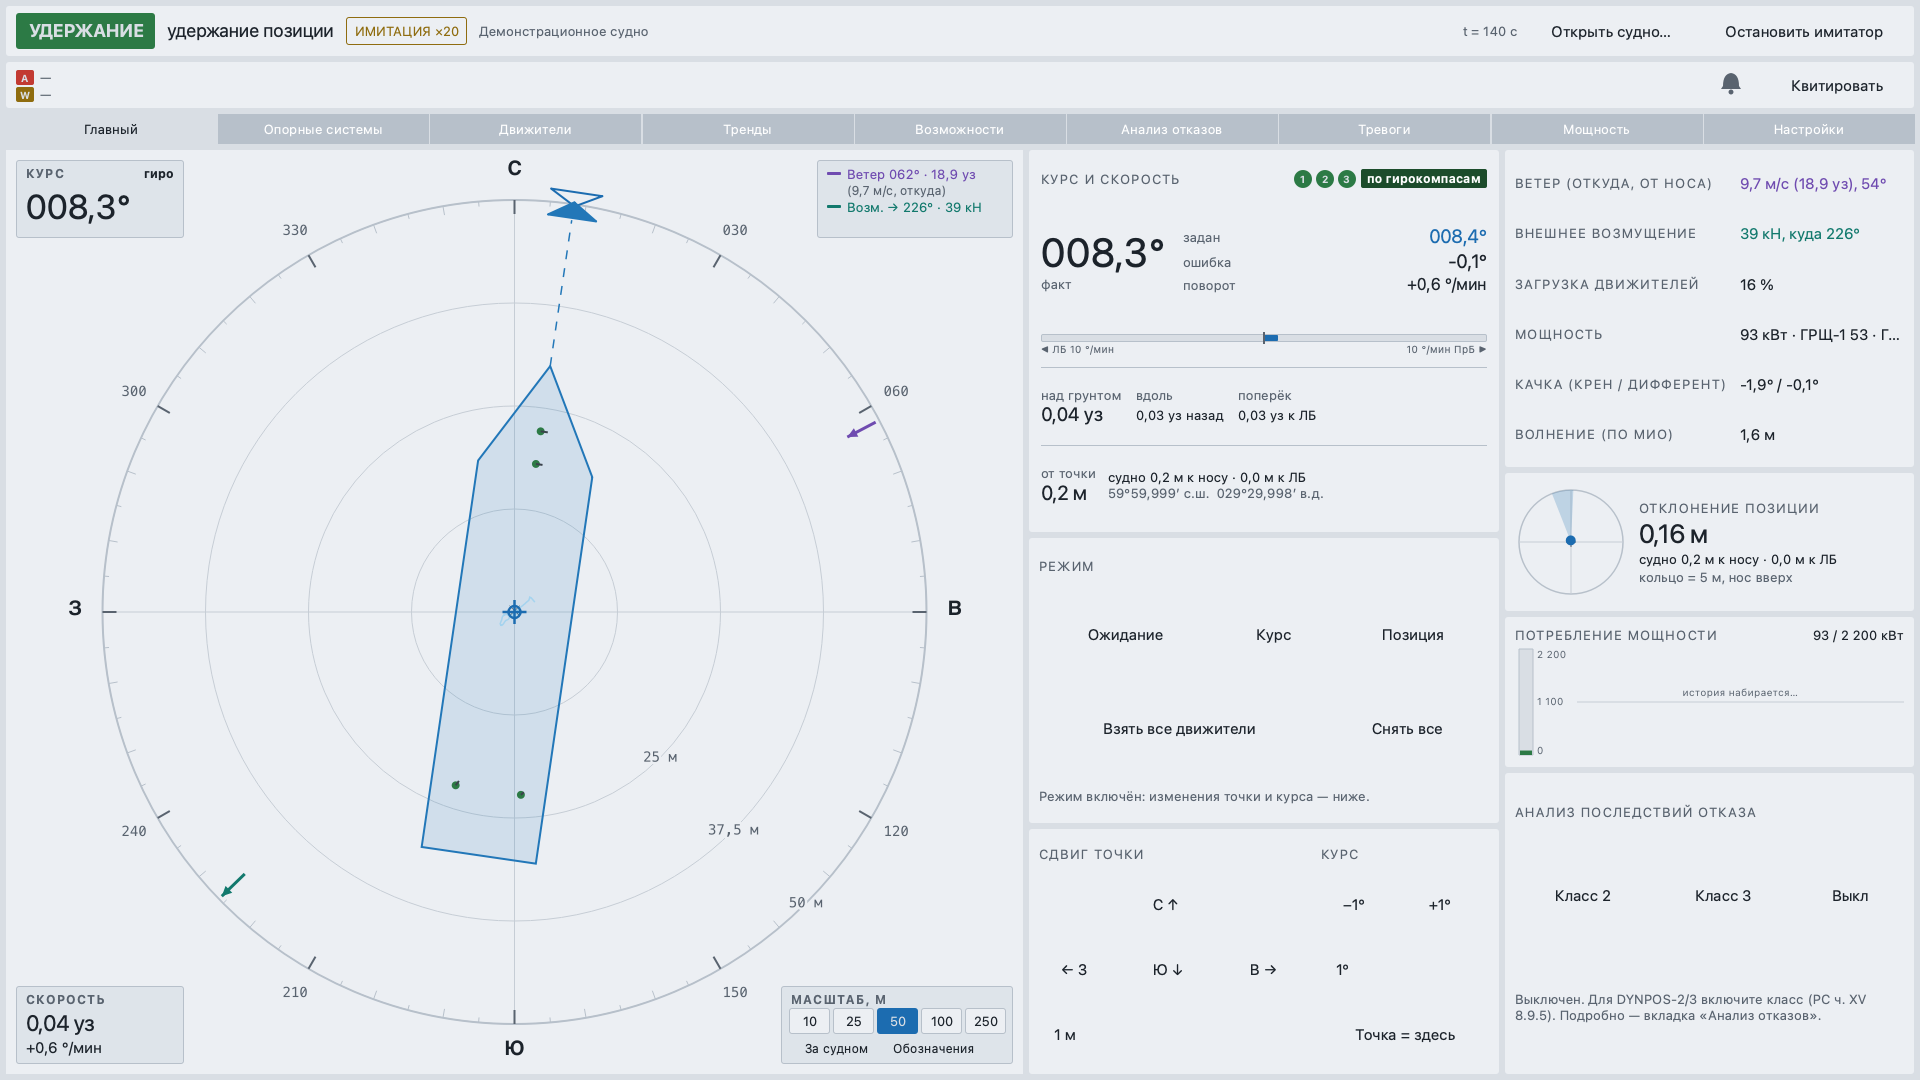 УДЕРЖАНИЕ удержание позиции ИМИТАЦИЯ ×20 Демонстрационное судно t = 140 с Открыть судно... Остановить имитатор
A —
W —
Квитировать
Главный Опорные системы Движители Тренды Возможности Анализ отказов Тревоги Мощность Настройки
КУРС гиро
008,3°
Ветер 062° · 18,9 уз
(9,7 м/с, откуда)
Возм. → 226° · 39 кН
С
330 030
300 060
З В
240 120
210 150
Ю
25 м
37,5 м
50 м
СКОРОСТЬ
0,04 уз
+0,6 °/мин
МАСШТАБ, М
10 25 50 100 250
За судном Обозначения
КУРС И СКОРОСТЬ 1 2 3 по гирокомпасам
008,3°
факт
задан 008,4°
ошибка -0,1°
поворот +0,6 °/мин
◄ ЛБ 10 °/мин 10 °/мин ПрБ ►
над грунтом вдоль поперёк
0,04 уз 0,03 уз назад 0,03 уз к ЛБ
от точки судно 0,2 м к носу · 0,0 м к ЛБ
0,2 м 59°59,999′ с.ш. 029°29,998′ в.д.
РЕЖИМ
Ожидание Курс Позиция
Взять все движители Снять все
Режим включён: изменения точки и курса — ниже.
СДВИГ ТОЧКИ КУРС
С ↑ −1° +1°
← З Ю ↓ В → 1°
1 м Точка = здесь
ВЕТЕР (ОТКУДА, ОТ НОСА) 9,7 м/с (18,9 уз), 54°
ВНЕШНЕЕ ВОЗМУЩЕНИЕ 39 кН, куда 226°
ЗАГРУЗКА ДВИЖИТЕЛЕЙ 16 %
МОЩНОСТЬ 93 кВт · ГРЩ-1 53 · Г...
КАЧКА (КРЕН / ДИФФЕРЕНТ) -1,9° / -0,1°
ВОЛНЕНИЕ (ПО МИО) 1,6 м
ОТКЛОНЕНИЕ ПОЗИЦИИ
0,16 м
судно 0,2 м к носу · 0,0 м к ЛБ
кольцо = 5 м, нос вверх
ПОТРЕБЛЕНИЕ МОЩНОСТИ 93 / 2 200 кВт
2 200
1 100
0
история набирается...
АНАЛИЗ ПОСЛЕДСТВИЙ ОТКАЗА
Класс 2 Класс 3 Выкл
Выключен. Для DYNPOS-2/3 включите класс (РС ч. XV
8.9.5). Подробно — вкладка «Анализ отказов».